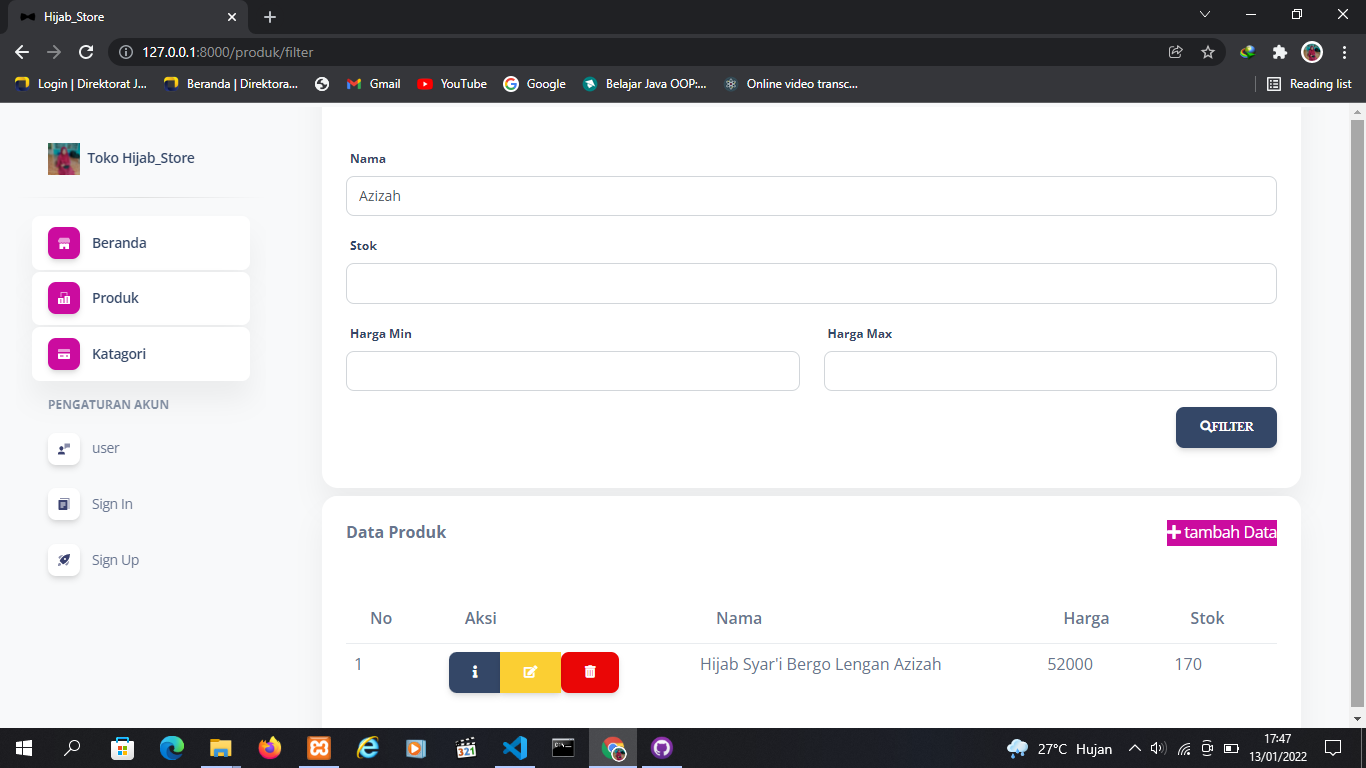 Hijab_Store
127.0.0.1:8000/produk/filter
Login | Direktorat J...
Beranda | Direktora...
Gmail
YouTube
Google
Belajar Java OOP:...
Online video transc...
Reading list
Toko Hijab_Store
Beranda
Produk
Katagori
PENGATURAN AKUN
user
Sign In
Sign Up
Nama
Azizah
Stok
Harga Min
Harga Max
FILTER
Data Produk
tambah Data
No Aksi Nama Harga Stok
1 Hijab Syar'i Bergo Lengan Azizah 52000 170
321
27°C Hujan
17:47
13/01/2022